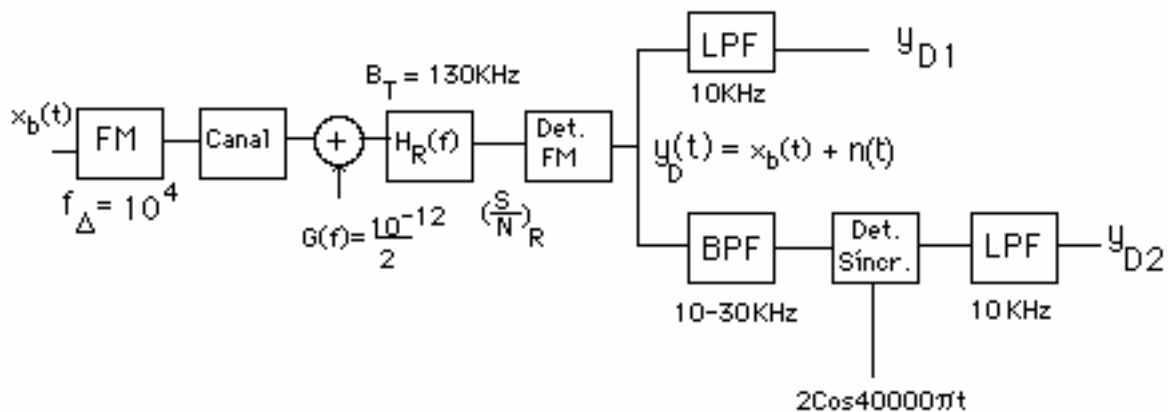 LPF
10KHz
y_D1
B_T = 130KHz
x_b(t)
FM
f_Δ = 10^4
Canal
+
G(f)= 10^-12 / 2
H_R(f)
(S/N)_R
Det.
FM
y_D(t) = x_b(t) + n(t)
BPF
10-30KHz
Det.
Síncr.
LPF
10 KHz
y_D2
2Cos40000πt